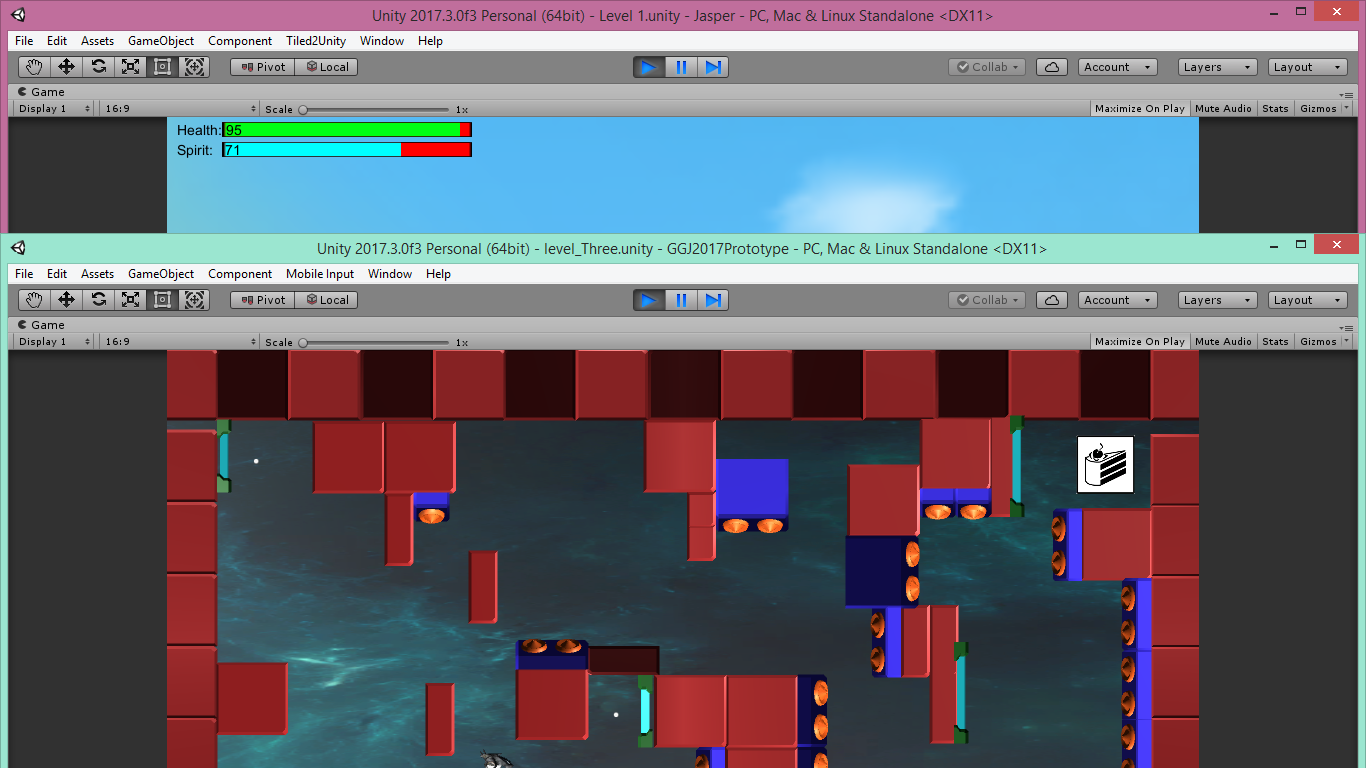 Unity 2017.3.0f3 Personal (64bit) - Level 1.unity - Jasper - PC, Mac & Linux Standalone <DX11>
File Edit Assets GameObject Component Tiled2Unity Window Help
Pivot Local Collab Account Layers Layout
Game
Display 1 16:9 Scale 1x Maximize On Play Mute Audio Stats Gizmos
Health: 95
Spirit: 71
Unity 2017.3.0f3 Personal (64bit) - level_Three.unity - GGJ2017Prototype - PC, Mac & Linux Standalone <DX11>
File Edit Assets GameObject Component Mobile Input Window Help
Pivot Local Collab Account Layers Layout
Game
Display 1 16:9 Scale 1x Maximize On Play Mute Audio Stats Gizmos